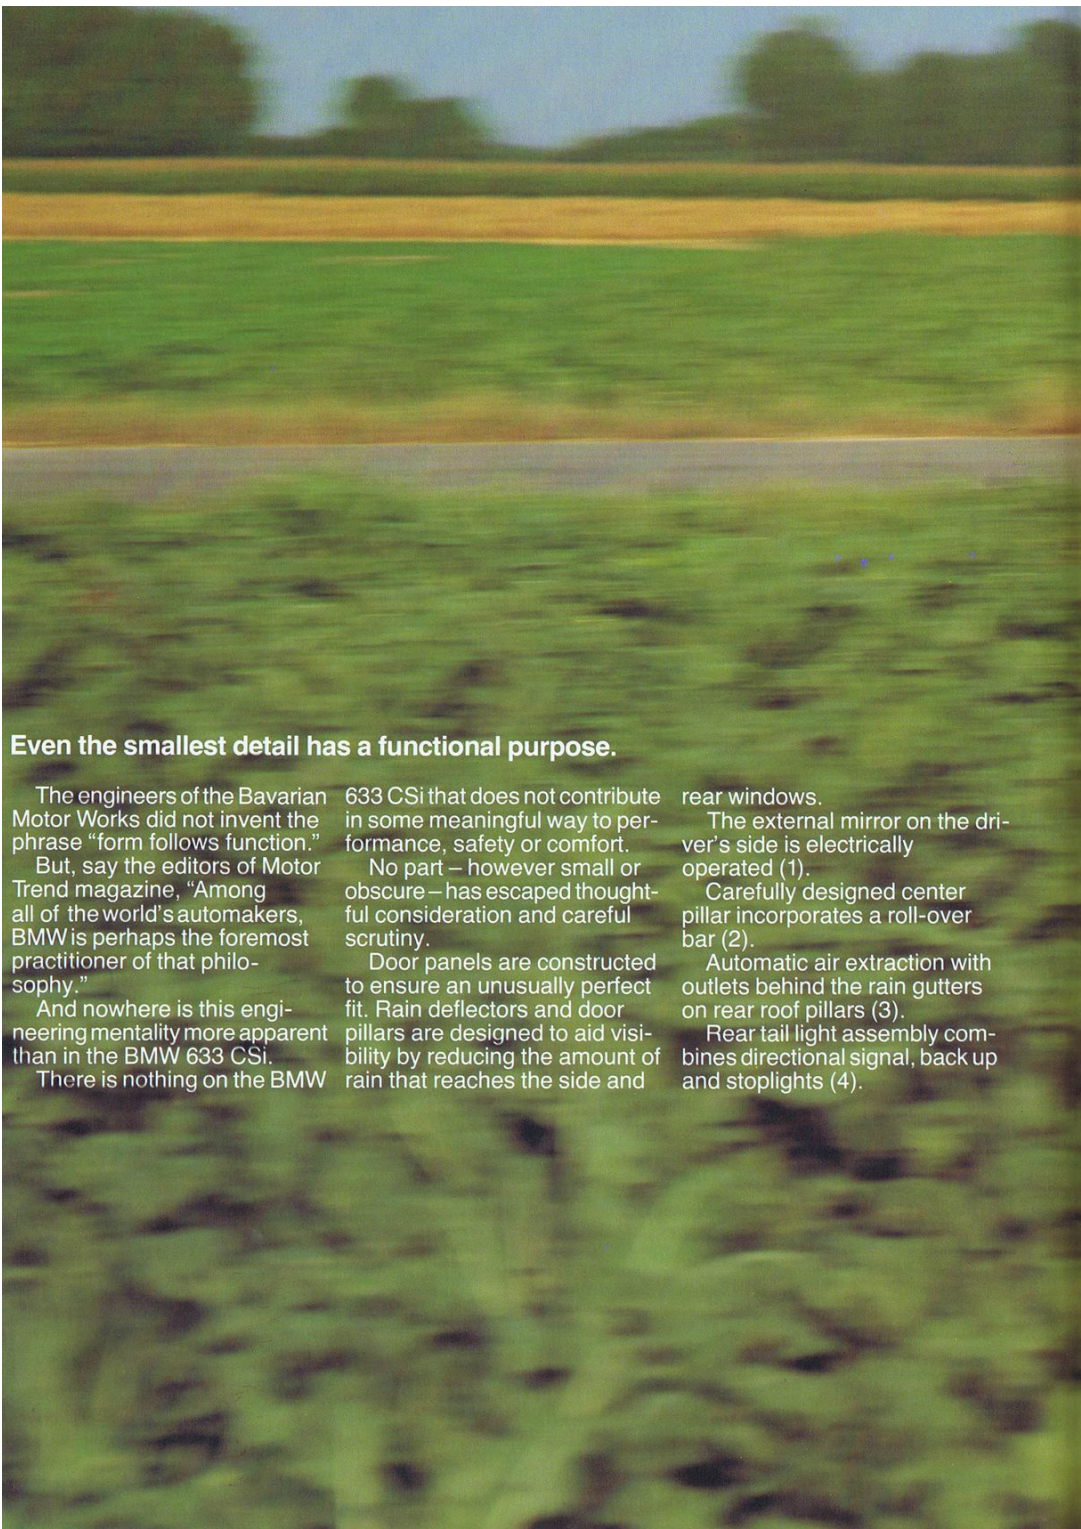 Even the smallest detail has a functional purpose.
The engineers of the Bavarian
Motor Works did not invent the
phrase “form follows function.”
But, say the editors of Motor
Trend magazine, “Among
all of the world’s automakers,
BMW is perhaps the foremost
practitioner of that philo-
sophy.”
And nowhere is this engi-
neering mentality more apparent
than in the BMW 633 CSi.
There is nothing on the BMW
633 CSi that does not contribute
in some meaningful way to per-
formance, safety or comfort.
No part – however small or
obscure – has escaped thought-
ful consideration and careful
scrutiny.
Door panels are constructed
to ensure an unusually perfect
fit. Rain deflectors and door
pillars are designed to aid visi-
bility by reducing the amount of
rain that reaches the side and
rear windows.
The external mirror on the dri-
ver’s side is electrically
operated (1).
Carefully designed center
pillar incorporates a roll-over
bar (2).
Automatic air extraction with
outlets behind the rain gutters
on rear roof pillars (3).
Rear tail light assembly com-
bines directional signal, back up
and stoplights (4).